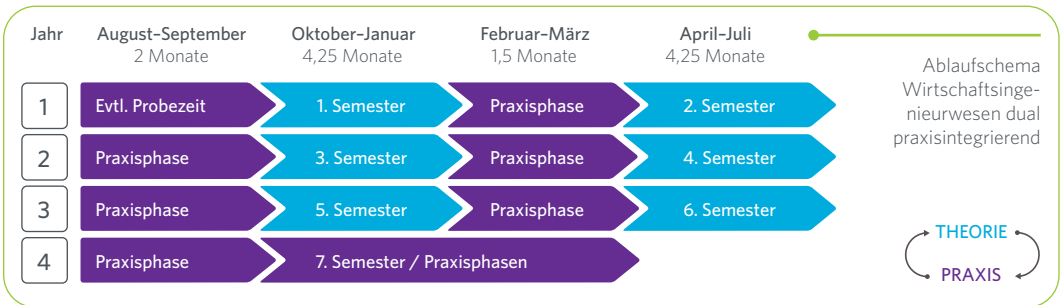 Jahr
August–September
2 Monate
Oktober–Januar
4,25 Monate
Februar–März
1,5 Monate
April–Juli
4,25 Monate
Ablaufschema
Wirtschaftsinge-
nieurwesen dual
praxisintegrierend
1
Evtl. Probezeit
1. Semester
Praxisphase
2. Semester
2
Praxisphase
3. Semester
Praxisphase
4. Semester
3
Praxisphase
5. Semester
Praxisphase
6. Semester
4
Praxisphase
7. Semester / Praxisphasen
THEORIE
PRAXIS